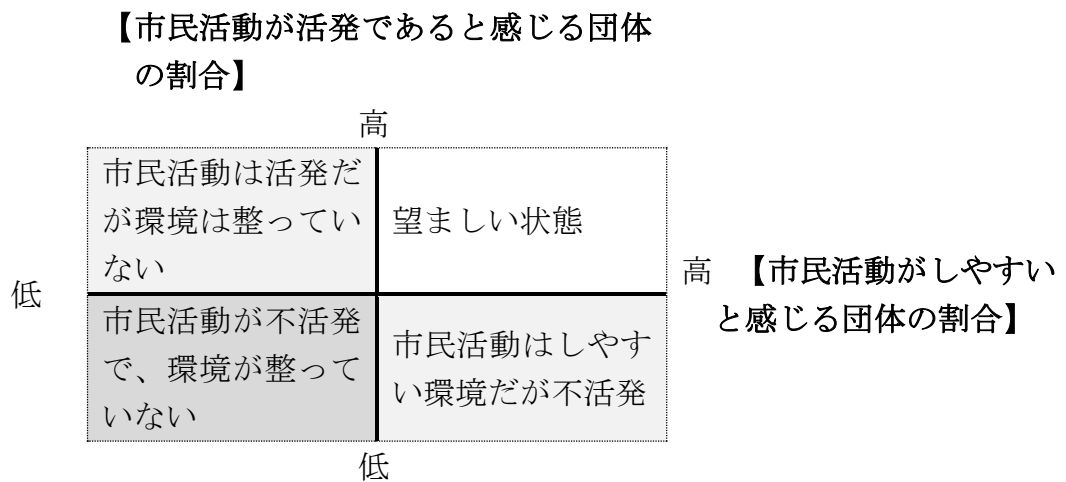 【市民活動が活発であると感じる団体
の割合】
高
市民活動は活発だ
が環境は整ってい
ない
望ましい状態
低
高
【市民活動がしやすい
と感じる団体の割合】
市民活動が不活発
で、環境が整って
いない
市民活動はしやす
い環境だが不活発
低